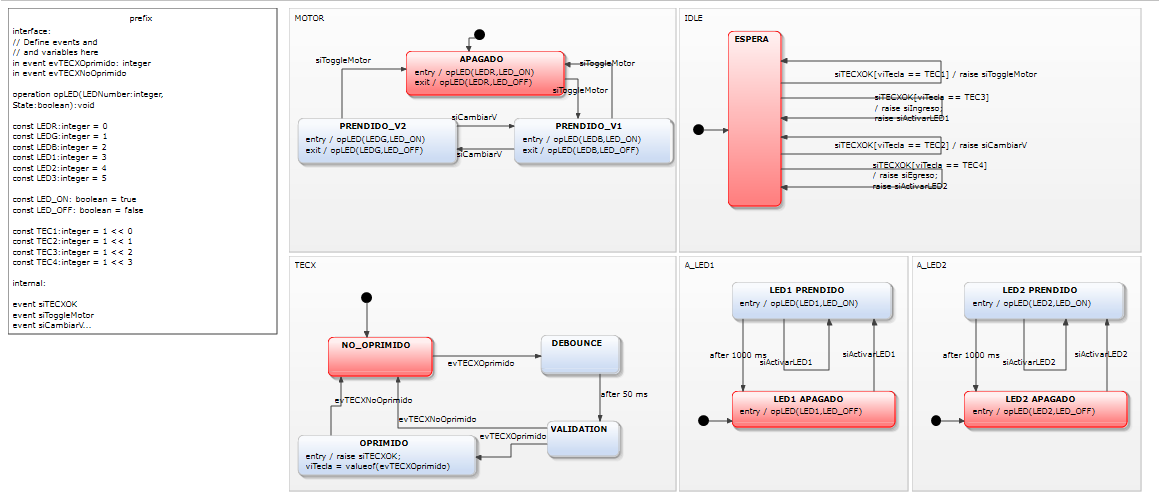 prefix
interface:
// Define events and
// and variables here
in event evTECXOprimido: integer
in event evTECXNoOprimido
operation opLED(LEDNumber:integer,
State:boolean):void
const LEDR:integer = 0
const LEDG:integer = 1
const LEDB:integer = 2
const LED1:integer = 3
const LED2:integer = 4
const LED3:integer = 5
const LED_ON: boolean = true
const LED_OFF: boolean = false
const TEC1:integer = 1 << 0
const TEC2:integer = 1 << 1
const TEC3:integer = 1 << 2
const TEC4:integer = 1 << 3
internal:
event siTECXOK
event siToggleMotor
event siCambiarV...
MOTOR
siToggleMotor
APAGADO
entry / opLED(LEDR,LED_ON)
exit / opLED(LEDR,LED_OFF)
siToggleMotor
siToggleMotor
PRENDIDO_V2
entry / opLED(LEDG,LED_ON)
exit / opLED(LEDG,LED_OFF)
siCambiarV
siCambiarV
PRENDIDO_V1
entry / opLED(LEDB,LED_ON)
exit / opLED(LEDB,LED_OFF)
IDLE
ESPERA
siTECXOK[viTecla == TEC1] / raise siToggleMotor
siTECXOK[viTecla == TEC3]
/ raise siIngreso;
raise siActivarLED1
siTECXOK[viTecla == TEC2] / raise siCambiarV
siTECXOK[viTecla == TEC4]
/ raise siEgreso;
raise siActivarLED2
TECX
NO_OPRIMIDO
evTECXOprimido
DEBOUNCE
after 50 ms
evTECXNoOprimido
evTECXNoOprimido
VALIDATION
evTECXOprimido
OPRIMIDO
entry / raise siTECXOK;
viTecla = valueof(evTECXOprimido)
A_LED1
LED1 PRENDIDO
entry / opLED(LED1,LED_ON)
after 1000 ms
siActivarLED1
siActivarLED1
LED1 APAGADO
entry / opLED(LED1,LED_OFF)
A_LED2
LED2 PRENDIDO
entry / opLED(LED2,LED_ON)
after 1000 ms
siActivarLED2
siActivarLED2
LED2 APAGADO
entry / opLED(LED2,LED_OFF)